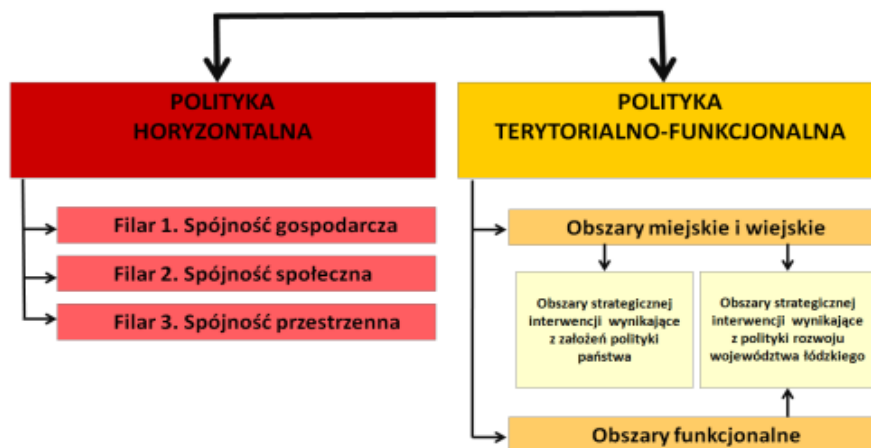 POLITYKA
HORYZONTALNA
Filar 1. Spójność gospodarcza
Filar 2. Spójność społeczna
Filar 3. Spójność przestrzenna
POLITYKA
TERYTORIALNO-FUNKCJONALNA
Obszary miejskie i wiejskie
Obszary strategicznej
interwencji wynikające
z założeń polityki
państwa
Obszary strategicznej
interwencji wynikające
z polityki rozwoju
województwa łódzkiego
Obszary funkcjonalne